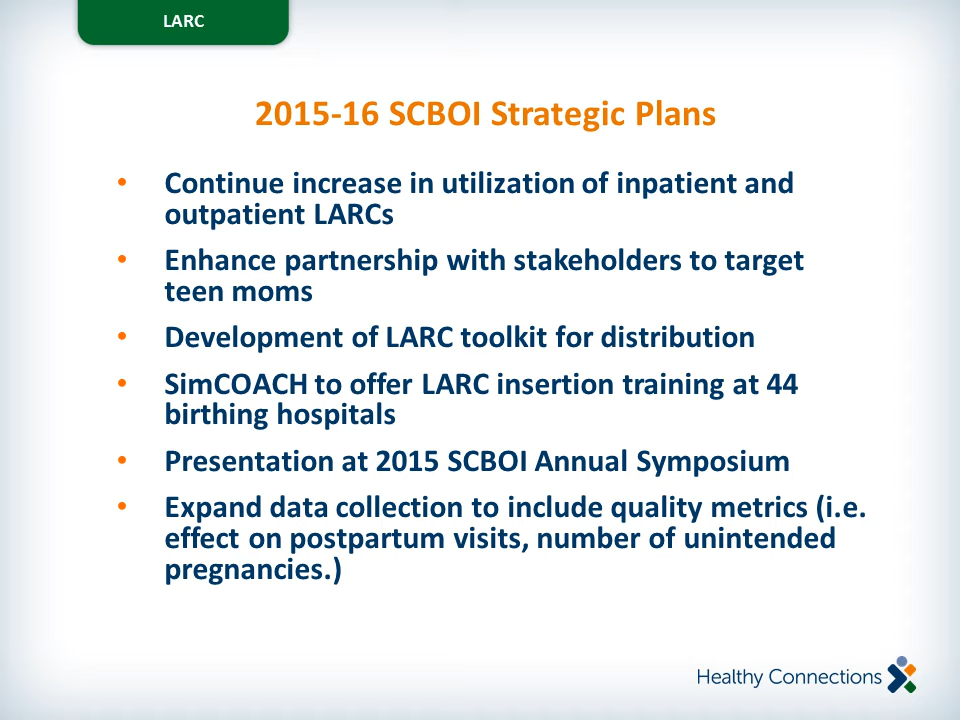 LARC
2015-16 SCBOI Strategic Plans
• Continue increase in utilization of inpatient and
outpatient LARCs
• Enhance partnership with stakeholders to target
teen moms
• Development of LARC toolkit for distribution
• SimCOACH to offer LARC insertion training at 44
birthing hospitals
• Presentation at 2015 SCBOI Annual Symposium
• Expand data collection to include quality metrics (i.e.
effect on postpartum visits, number of unintended
pregnancies.)
Healthy Connections